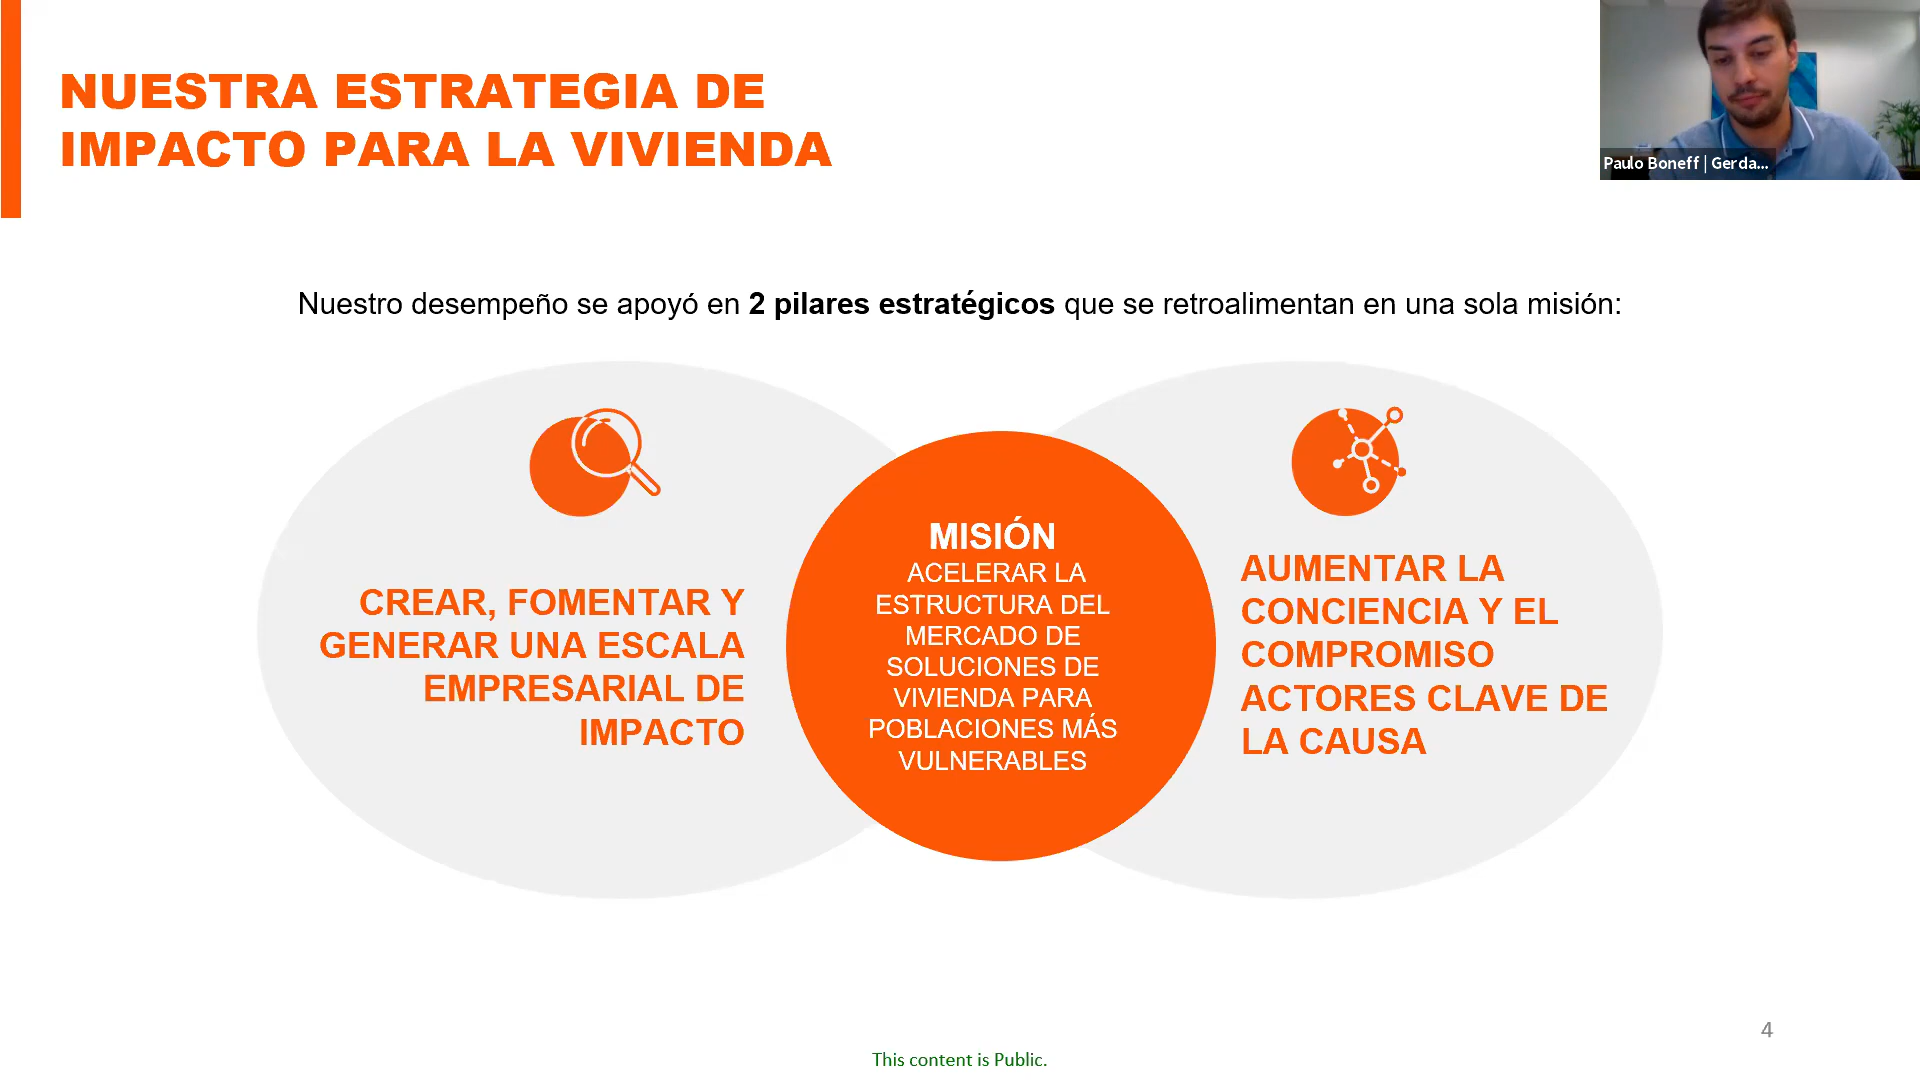 NUESTRA ESTRATEGIA DE
IMPACTO PARA LA VIVIENDA
Paulo Boneff | Gerda...
Nuestro desempeño se apoyó en 2 pilares estratégicos que se retroalimentan en una sola misión:
CREAR, FOMENTAR Y
GENERAR UNA ESCALA
EMPRESARIAL DE
IMPACTO
MISIÓN
ACELERAR LA
ESTRUCTURA DEL
MERCADO DE
SOLUCIONES DE
VIVIENDA PARA
POBLACIONES MÁS
VULNERABLES
AUMENTAR LA
CONCIENCIA Y EL
COMPROMISO
ACTORES CLAVE DE
LA CAUSA
4
This content is Public.